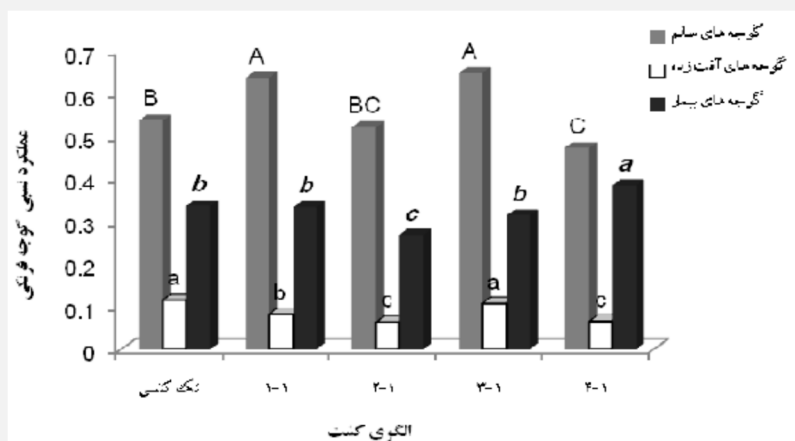 گوجه های سالم
گوجه های آفت زده
گوجه های بیمار
عملکرد نسبی گوجه فرنگی
0.7
0.6
0.5
0.4
0.3
0.2
0.1
0
B
b
a
A
b
b
BC
c
c
A
b
a
C
a
c
تک کشتی
۱-۱
۲-۱
۳-۱
۴-۱
الگوی کشت